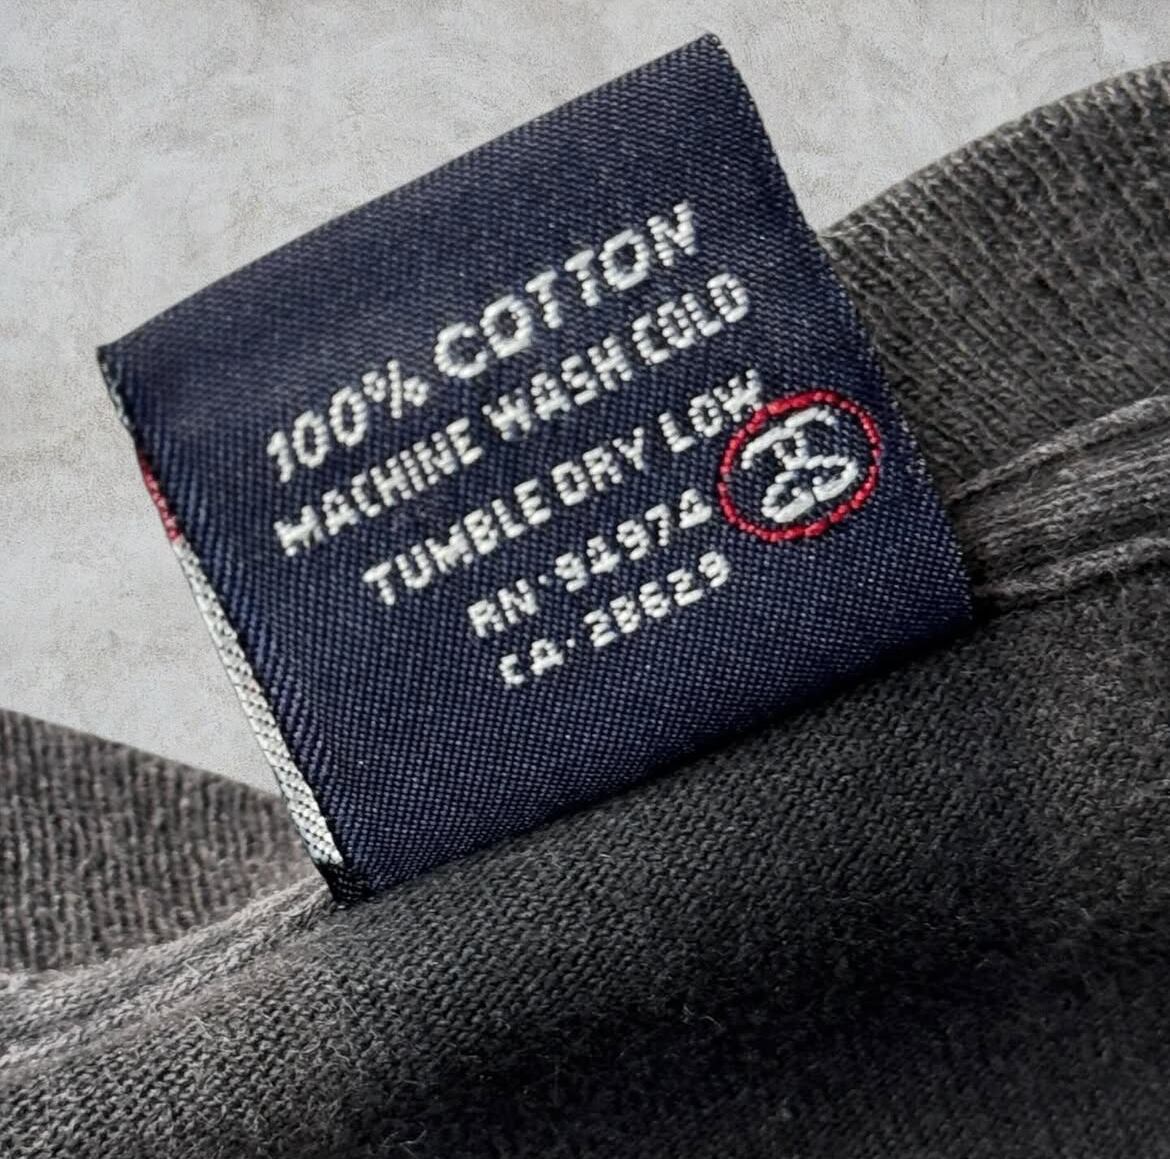 100% COTTON
MACHINE WASH COLD
TUMBLE DRY LOW
RN·94974
CA·28629